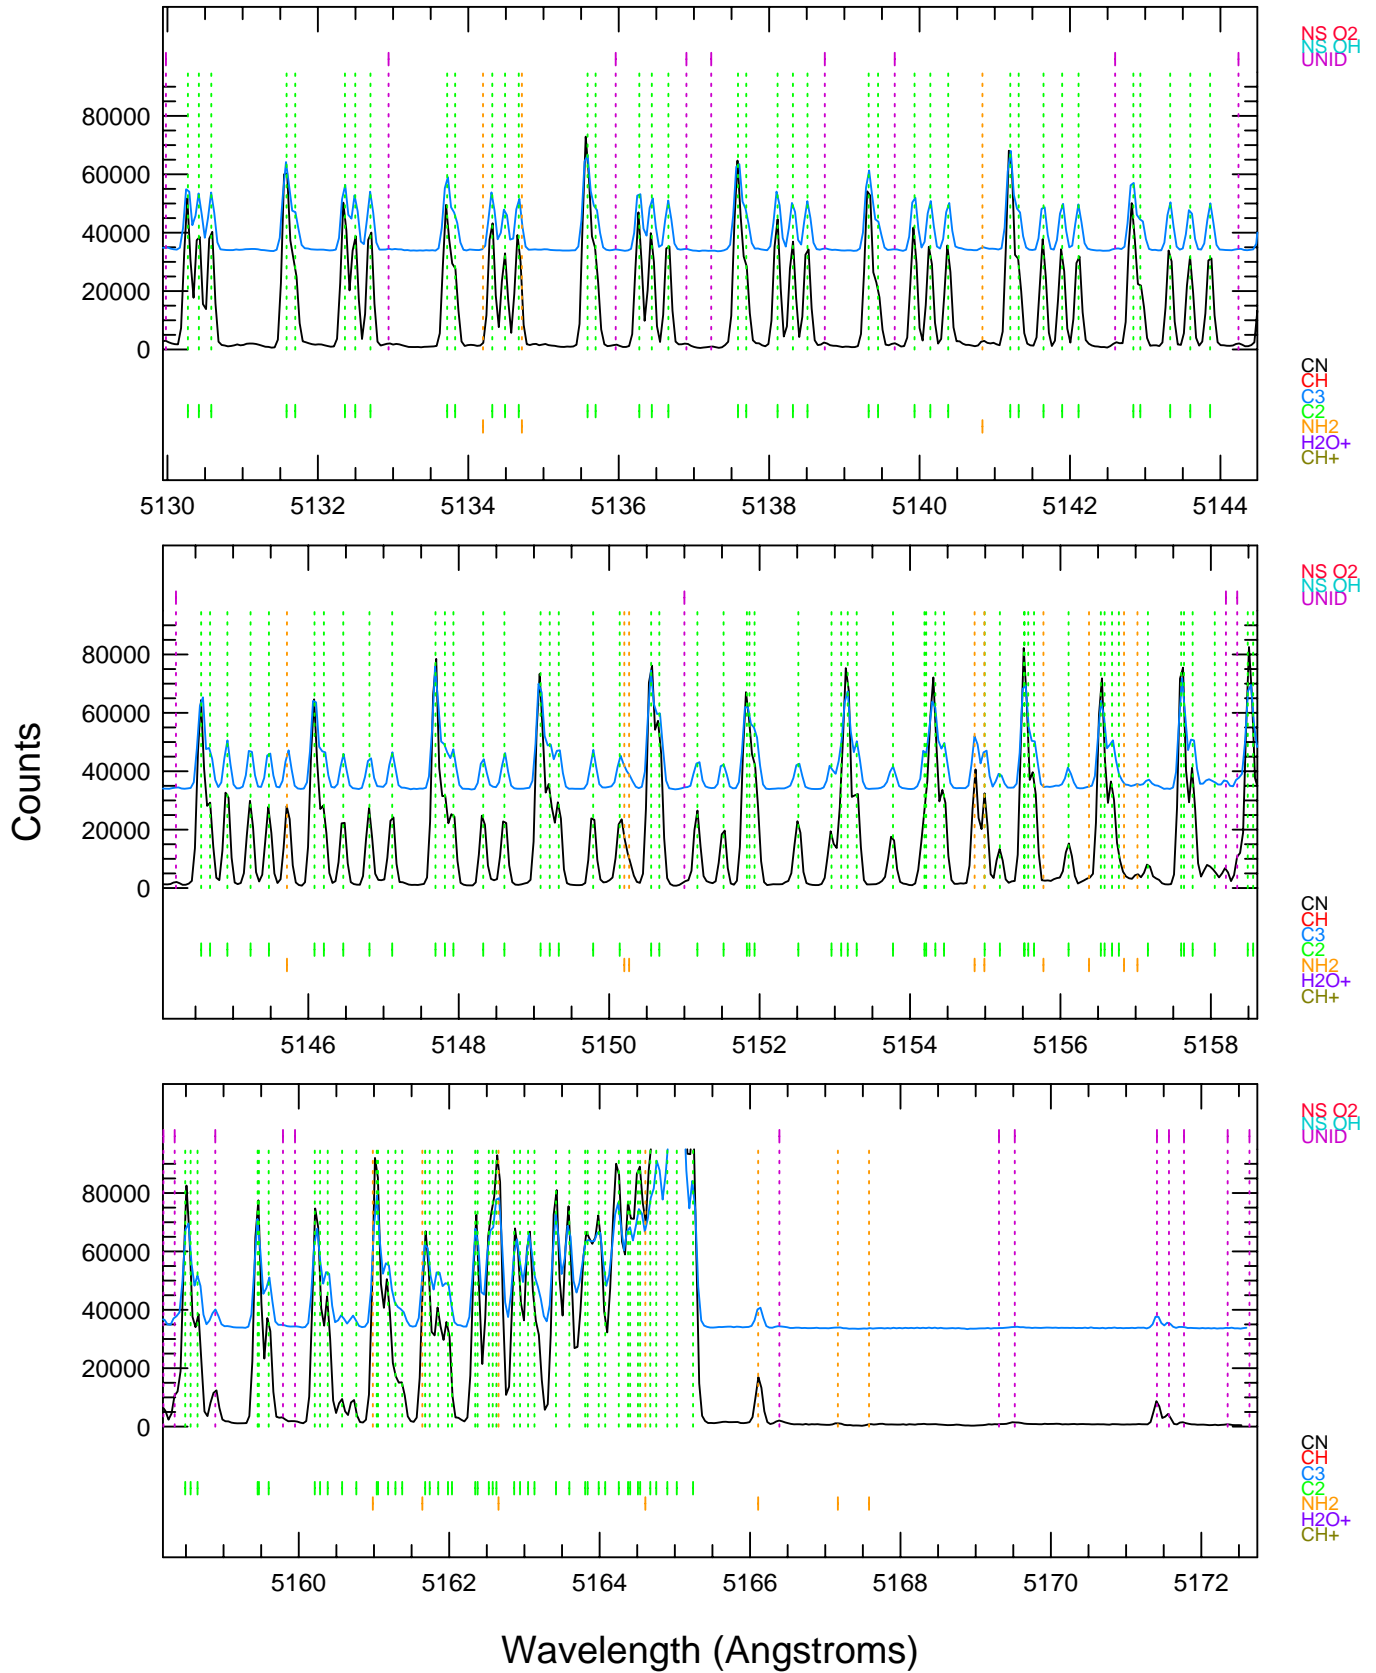 NS O2
NS OH
UNID
80000
60000
40000
20000
0
CN
CH
C3
C2
NH2
H2O+
CH+
5130 5132 5134 5136 5138 5140 5142 5144
NS O2
NS OH
UNID
80000
60000
40000
20000
0
Counts
CN
CH
C3
C2
NH2
H2O+
CH+
5146 5148 5150 5152 5154 5156 5158
NS O2
NS OH
UNID
80000
60000
40000
20000
0
CN
CH
C3
C2
NH2
H2O+
CH+
5160 5162 5164 5166 5168 5170 5172
Wavelength (Angstroms)